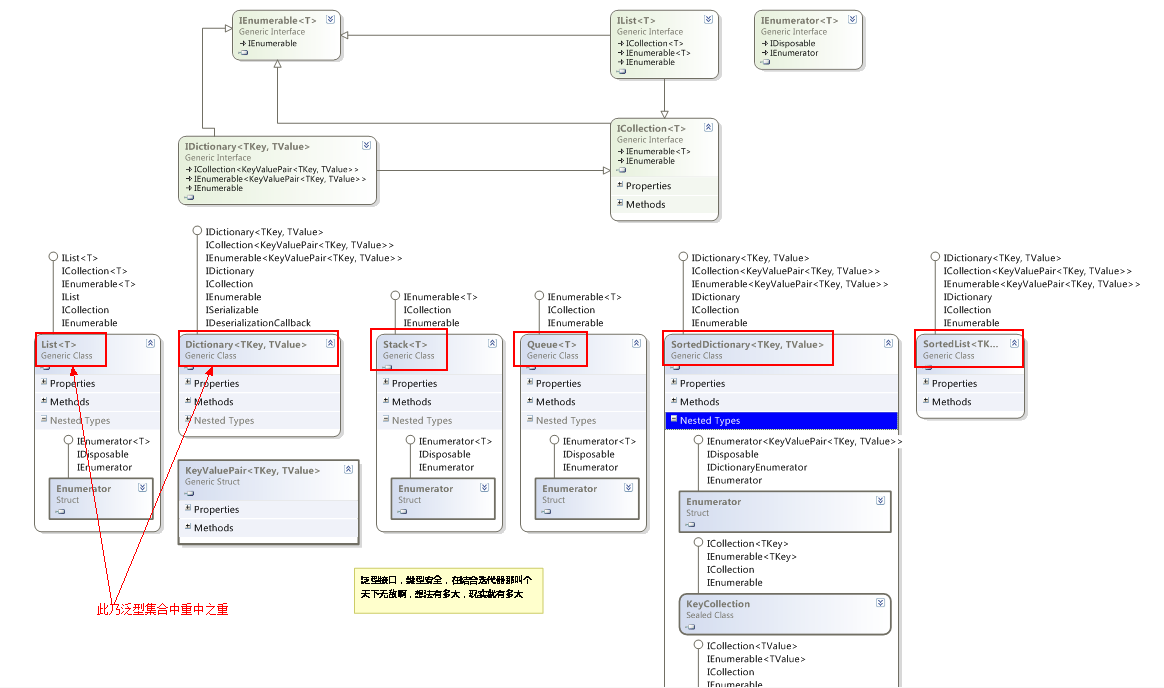 IEnumerable<T>
Generic Interface
IEnumerable
IList<T>
Generic Interface
ICollection<T>
IEnumerable<T>
IEnumerable
IEnumerator<T>
Generic Interface
IDisposable
IEnumerator
IDictionary<TKey, TValue>
Generic Interface
ICollection<KeyValuePair<TKey, TValue>>
IEnumerable<KeyValuePair<TKey, TValue>>
IEnumerable
ICollection<T>
Generic Interface
IEnumerable<T>
IEnumerable
Properties
Methods
IList<T>
ICollection<T>
IEnumerable<T>
IList
ICollection
IEnumerable
List<T>
Generic Class
Properties
Methods
Nested Types
IEnumerator<T>
IDisposable
IEnumerator
Enumerator
Struct
IDictionary<TKey, TValue>
ICollection<KeyValuePair<TKey, TValue>>
IEnumerable<KeyValuePair<TKey, TValue>>
IDictionary
ICollection
IEnumerable
ISerializable
IDeserializationCallback
Dictionary<TKey, TValue>
Generic Class
Properties
Methods
Nested Types
KeyValuePair<TKey, TValue>
Generic Struct
Properties
Methods
IEnumerable<T>
ICollection
IEnumerable
Stack<T>
Generic Class
Properties
Methods
Nested Types
IEnumerator<T>
IDisposable
IEnumerator
Enumerator
Struct
IEnumerable<T>
ICollection
IEnumerable
Queue<T>
Generic Class
Properties
Methods
Nested Types
IEnumerator<T>
IDisposable
IEnumerator
Enumerator
Struct
IDictionary<TKey, TValue>
ICollection<KeyValuePair<TKey, TValue>>
IEnumerable<KeyValuePair<TKey, TValue>>
IDictionary
ICollection
IEnumerable
SortedDictionary<TKey, TValue>
Generic Class
Properties
Methods
Nested Types
IEnumerator<KeyValuePair<TKey, TValue>>
IDisposable
IDictionaryEnumerator
IEnumerator
Enumerator
Struct
ICollection<TKey>
IEnumerable<TKey>
ICollection
IEnumerable
KeyCollection
Sealed Class
ICollection<TValue>
IEnumerable<TValue>
ICollection
IEnumerable
IDictionary<TKey, TValue>
ICollection<KeyValuePair<TKey, TValue>>
IEnumerable<KeyValuePair<TKey, TValue>>
IDictionary
ICollection
IEnumerable
SortedList<TK...
Generic Class
Properties
Methods
此乃泛型集合中重中之重
泛型接口，类型安全，在结合迭代器那叫个
天下无敌啊，想法有多大，现实就有多大